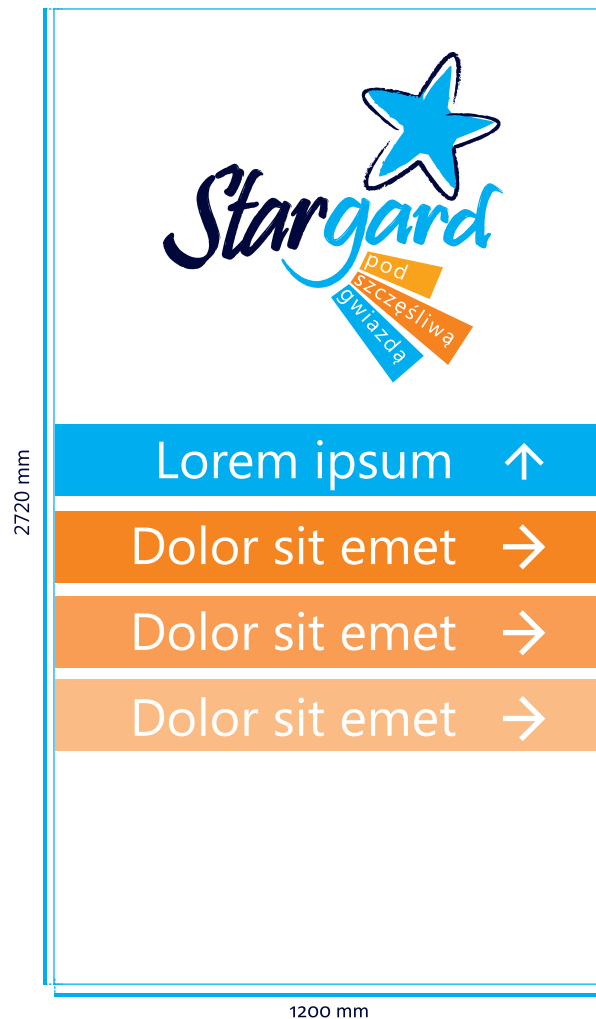 Stargard
pod
szczęśliwą
gwiazdą
Lorem ipsum ↑
Dolor sit emet →
Dolor sit emet →
Dolor sit emet →
2720 mm
1200 mm